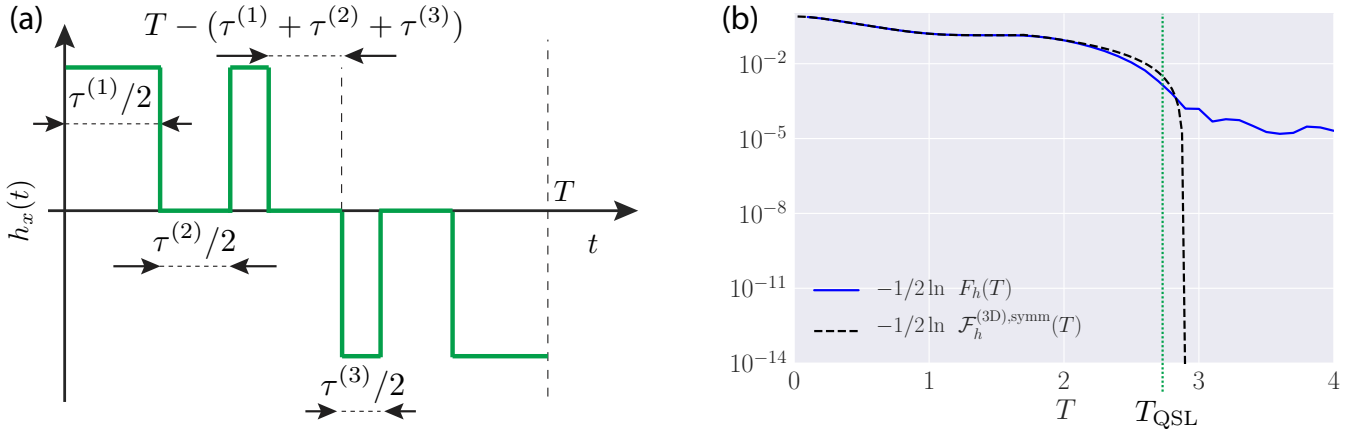 (a)
T − (τ⁽¹⁾ + τ⁽²⁾ + τ⁽³⁾)
τ⁽¹⁾/2
h_x(t)
T
τ⁽²⁾/2
t
τ⁽³⁾/2
(b)
10⁻²
10⁻⁵
10⁻⁸
10⁻¹¹
10⁻¹⁴
−1/2 ln F_h(T)
−1/2 ln ℱ_h^{(3D),symm}(T)
0 1 2 3 4
T
T_QSL